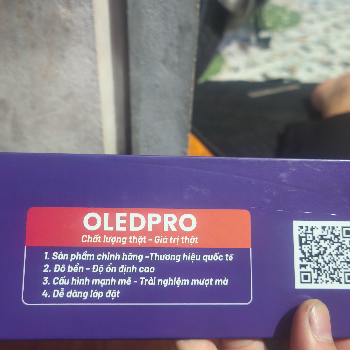 OLEDPRO
Chất lượng thật - Giá trị thật
1. Sản phẩm chính hãng -Thương hiệu quốc tế
2. Đô bền - Độ ổn định cao
3. Cấu hình mạnh mẽ - Trải nghiệm mượt mà
4. Dễ dàng lắp đặt